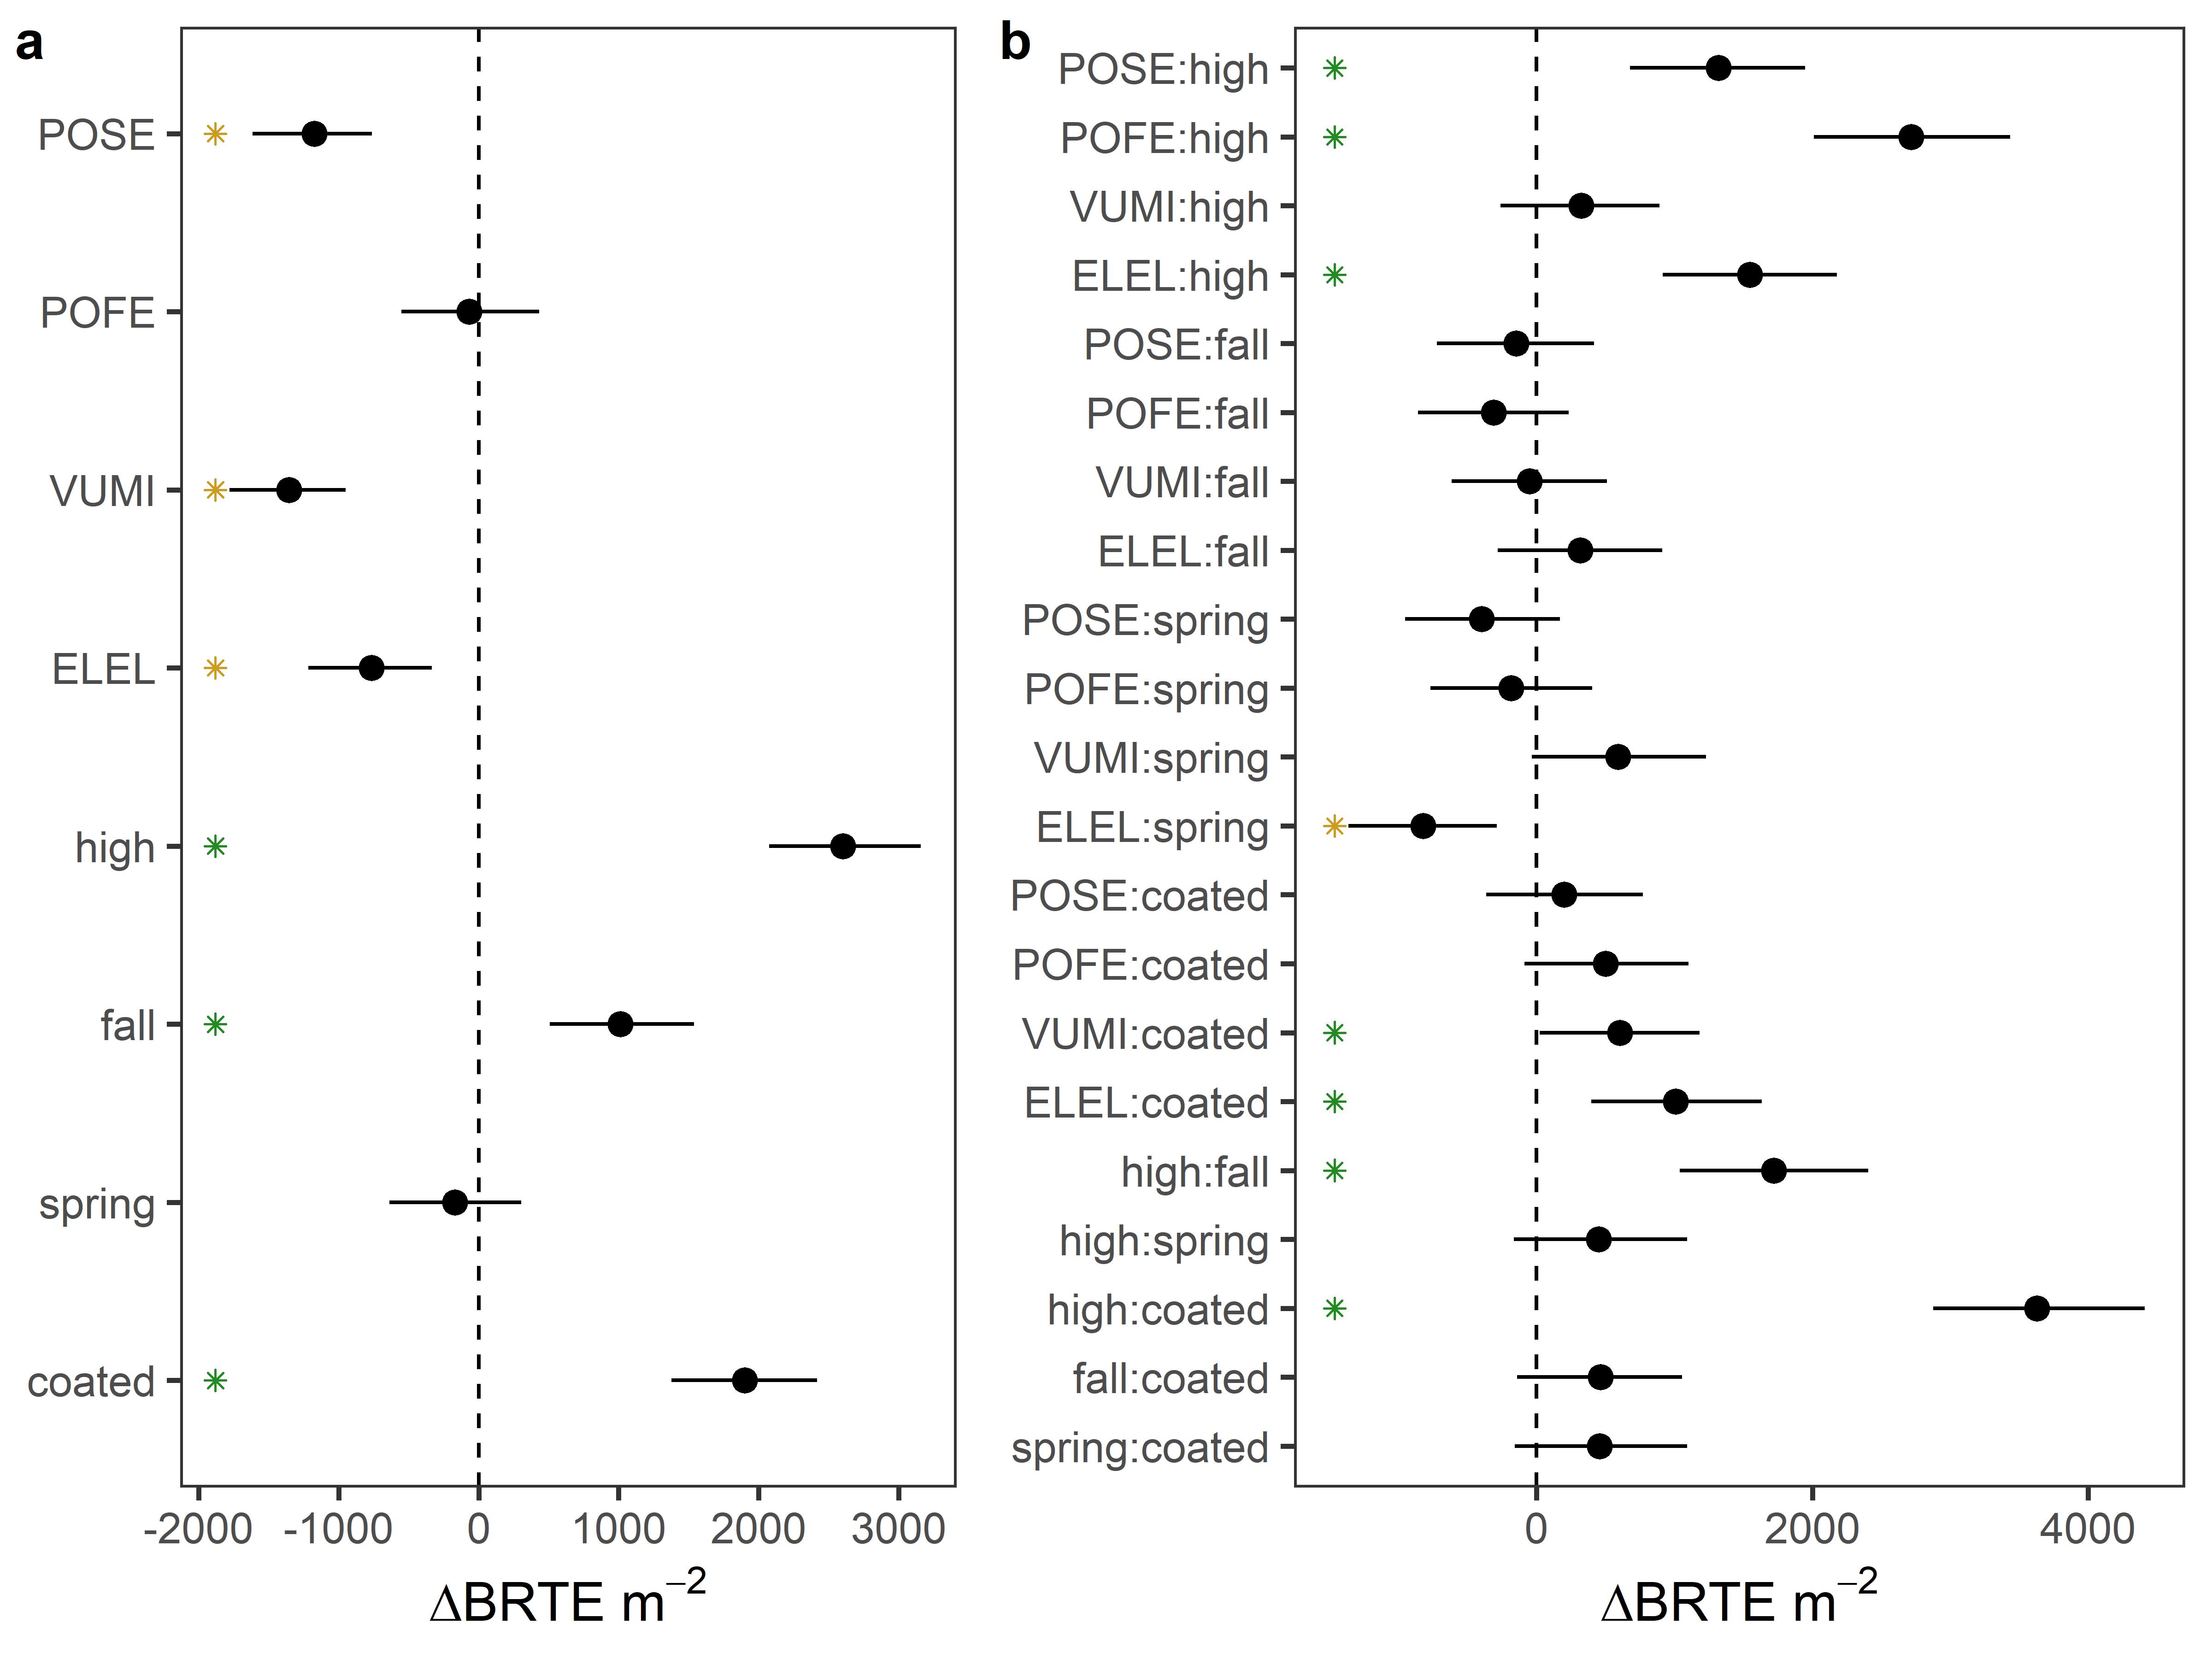 a
POSE
POFE
VUMI
ELEL
high
fall
spring
coated
-2000 -1000 0 1000 2000 3000
ΔBRTE m⁻²
b
POSE:high
POFE:high
VUMI:high
ELEL:high
POSE:fall
POFE:fall
VUMI:fall
ELEL:fall
POSE:spring
POFE:spring
VUMI:spring
ELEL:spring
POSE:coated
POFE:coated
VUMI:coated
ELEL:coated
high:fall
high:spring
high:coated
fall:coated
spring:coated
0 2000 4000
ΔBRTE m⁻²